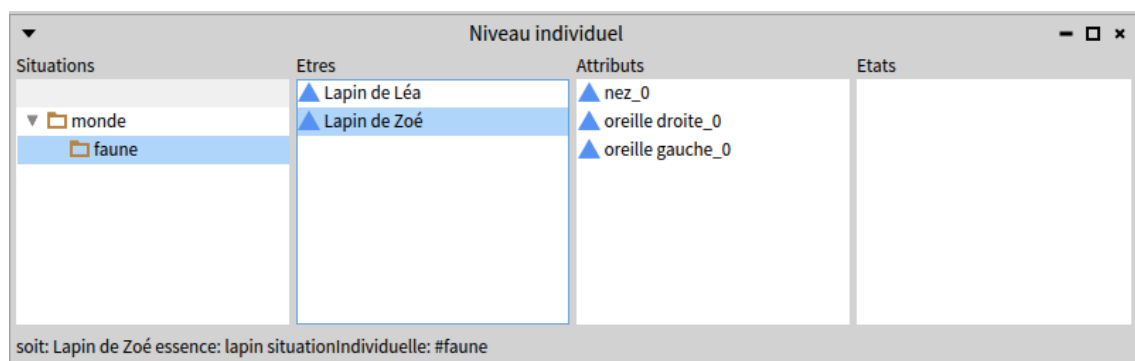 Niveau individuel
Situations Etres Attributs Etats
Lapin de Léa nez_0
monde Lapin de Zoé oreille droite_0
faune oreille gauche_0
soit: Lapin de Zoé essence: lapin situationIndividuelle: #faune